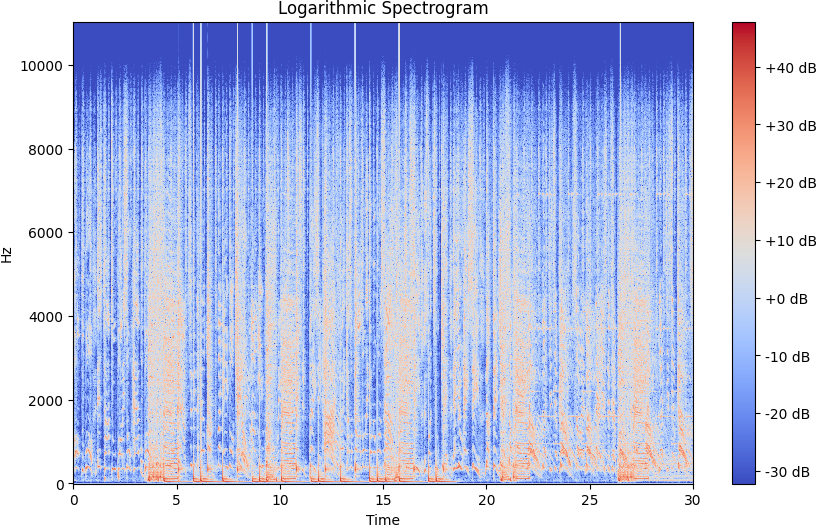 Logarithmic Spectrogram
Hz
10000
8000
6000
4000
2000
0
0 5 10 15 20 25 30
Time
+40 dB
+30 dB
+20 dB
+10 dB
+0 dB
-10 dB
-20 dB
-30 dB